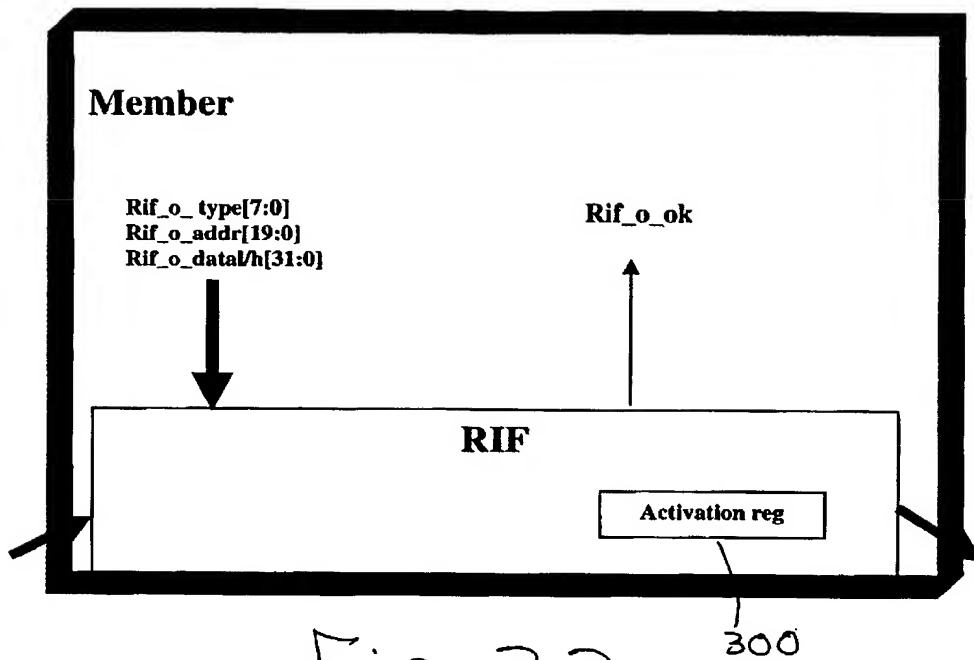 Member
Rif_o_ type[7:0]
Rif_o_addr[19:0]
Rif_o_datal/h[31:0]
Rif_o_ok
RIF
Activation reg
300